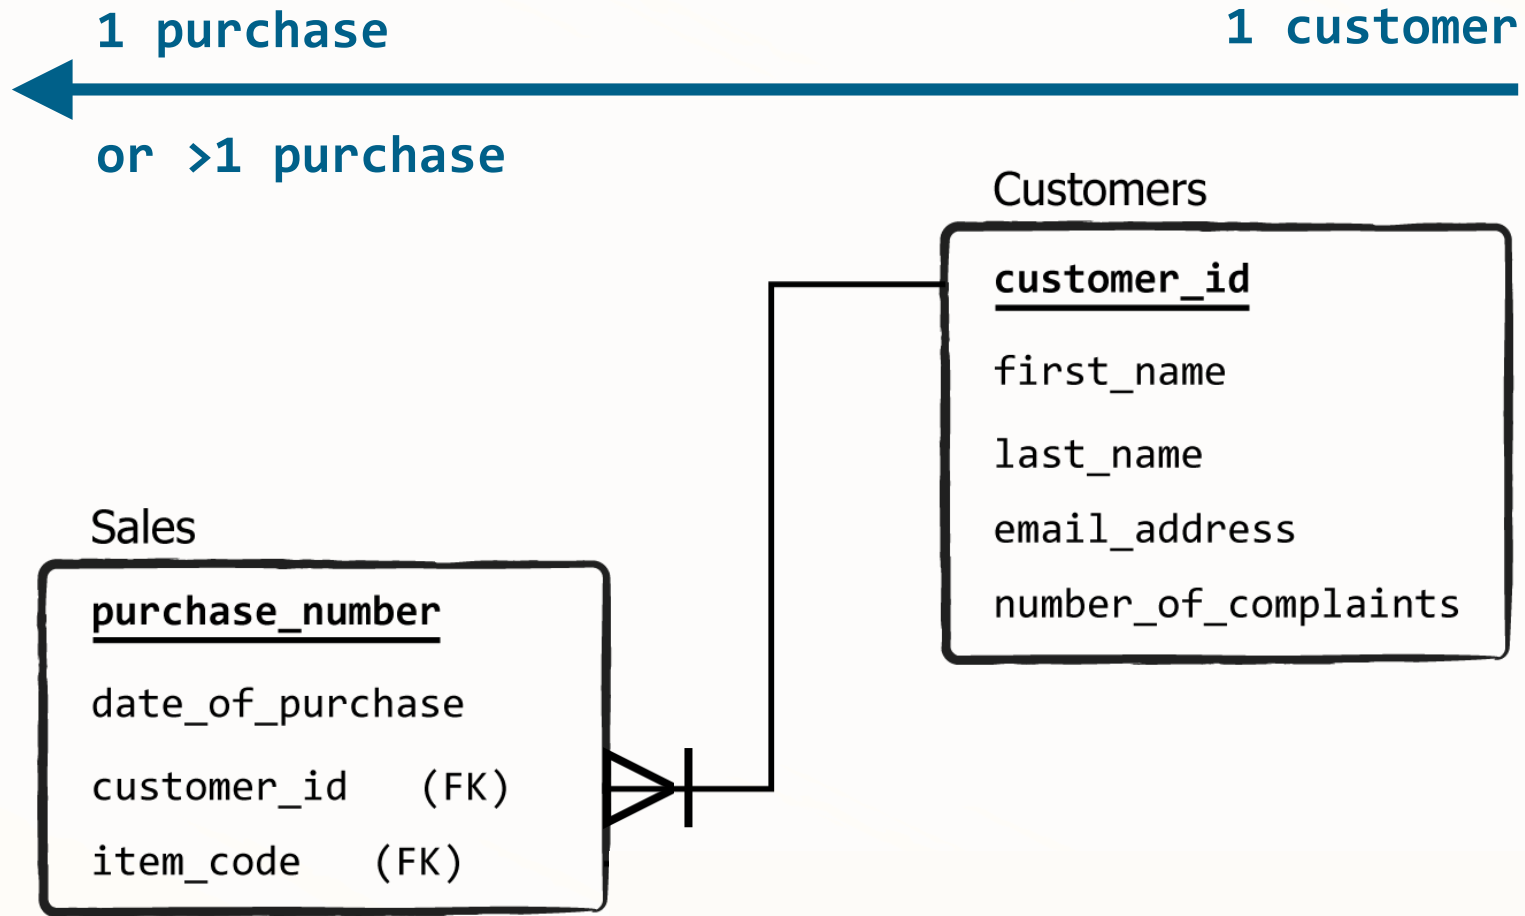 1 purchase
1 customer
or >1 purchase
Customers
customer_id
first_name
last_name
email_address
number_of_complaints
Sales
purchase_number
date_of_purchase
customer_id (FK)
item_code (FK)